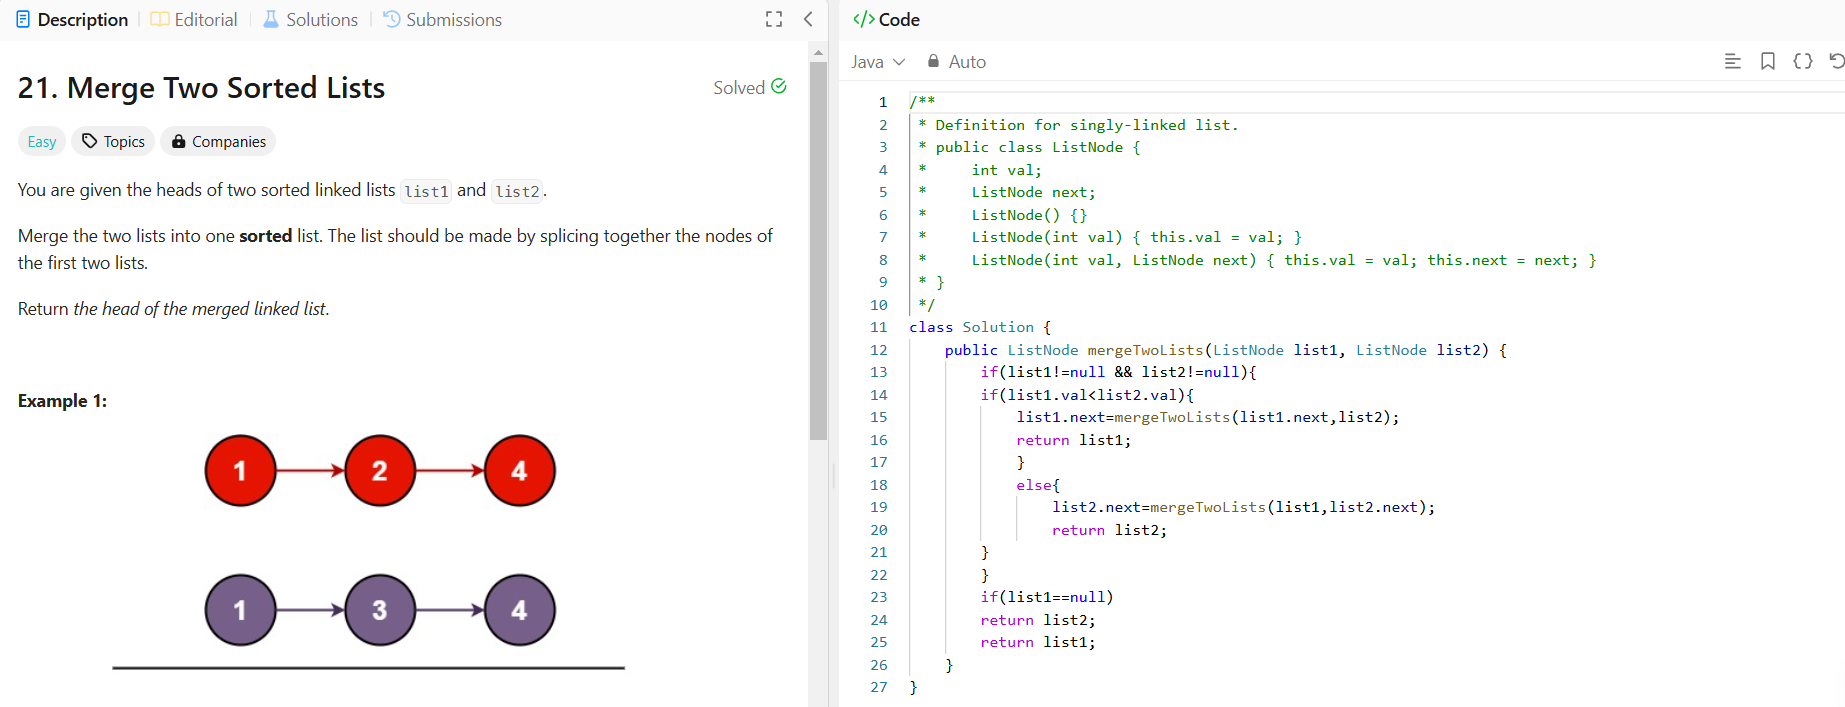 Description Editorial Solutions Submissions
21. Merge Two Sorted Lists
Solved
Easy Topics Companies
You are given the heads of two sorted linked lists list1 and list2.
Merge the two lists into one sorted list. The list should be made by splicing together the nodes of
the first two lists.
Return the head of the merged linked list.
Example 1:
1 2 4
1 3 4
</> Code
Java Auto
1 /**
2  * Definition for singly-linked list.
3  * public class ListNode {
4  *     int val;
5  *     ListNode next;
6  *     ListNode() {}
7  *     ListNode(int val) { this.val = val; }
8  *     ListNode(int val, ListNode next) { this.val = val; this.next = next; }
9  * }
10  */
11 class Solution {
12     public ListNode mergeTwoLists(ListNode list1, ListNode list2) {
13         if(list1!=null && list2!=null){
14         if(list1.val<list2.val){
15             list1.next=mergeTwoLists(list1.next,list2);
16             return list1;
17             }
18             else{
19                 list2.next=mergeTwoLists(list1,list2.next);
20                 return list2;
21         }
22         }
23         if(list1==null)
24         return list2;
25         return list1;
26     }
27 }